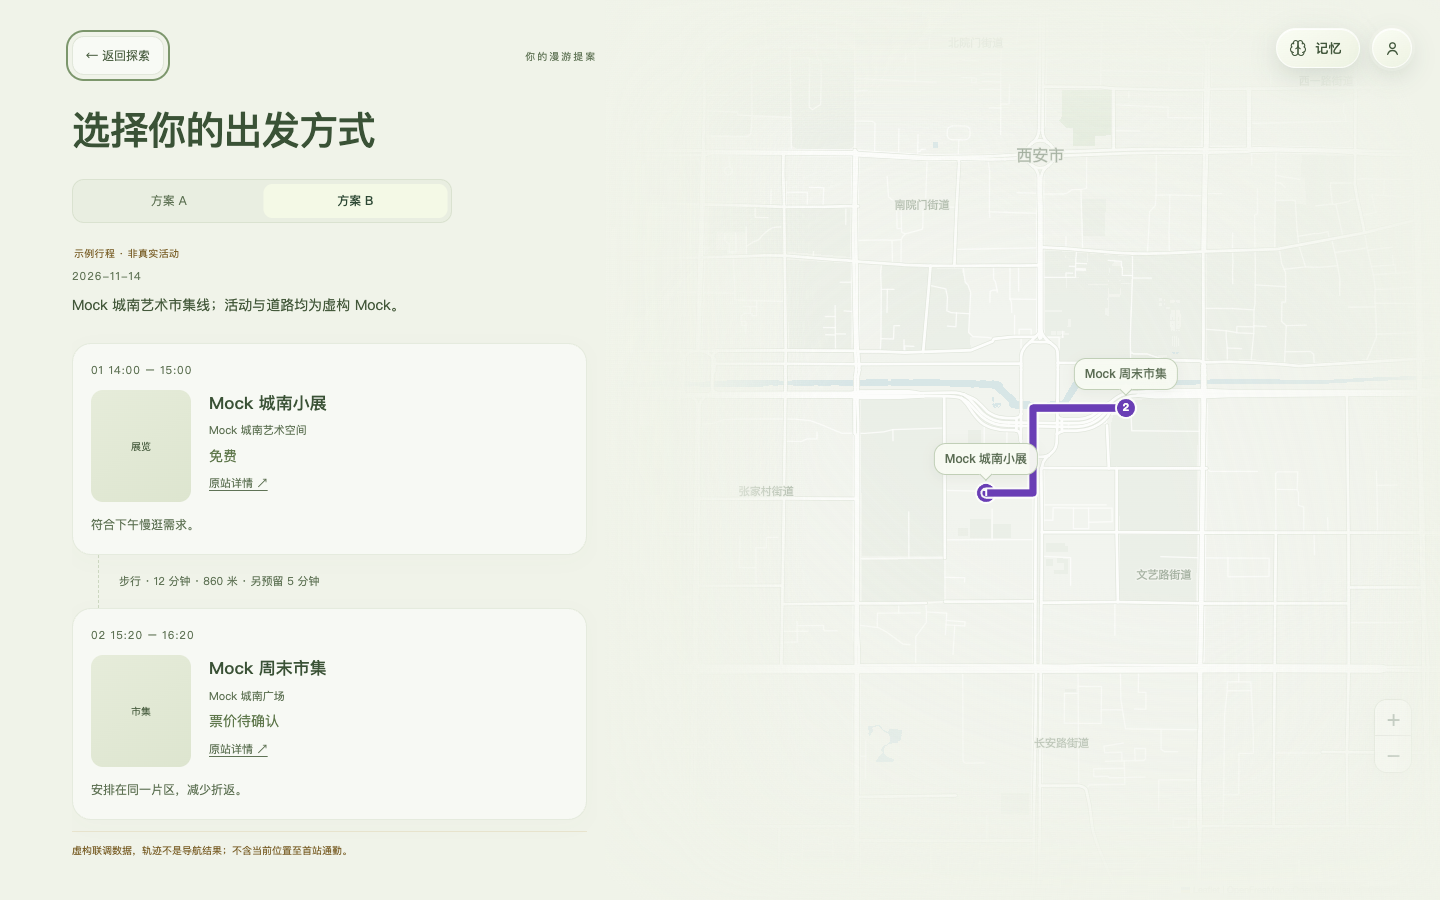 ← 返回探索
你的漫游提案
记忆
选择你的出发方式
方案 A
方案 B
示例行程 · 非真实活动
2026-11-14
Mock 城南艺术市集线；活动与道路均为虚构 Mock。
01 14:00 — 15:00
展览
Mock 城南小展
Mock 城南艺术空间
免费
原站详情 ↗
符合下午慢逛需求。
步行 · 12 分钟 · 860 米 · 另预留 5 分钟
02 15:20 — 16:20
市集
Mock 周末市集
Mock 城南广场
票价待确认
原站详情 ↗
安排在同一片区，减少折返。
虚构联调数据，轨迹不是导航结果；不含当前位置至首站通勤。
西安市
南院门街道
Mock 周末市集
2
Mock 城南小展
张家村街道
文艺路街道
长安路街道
+
−